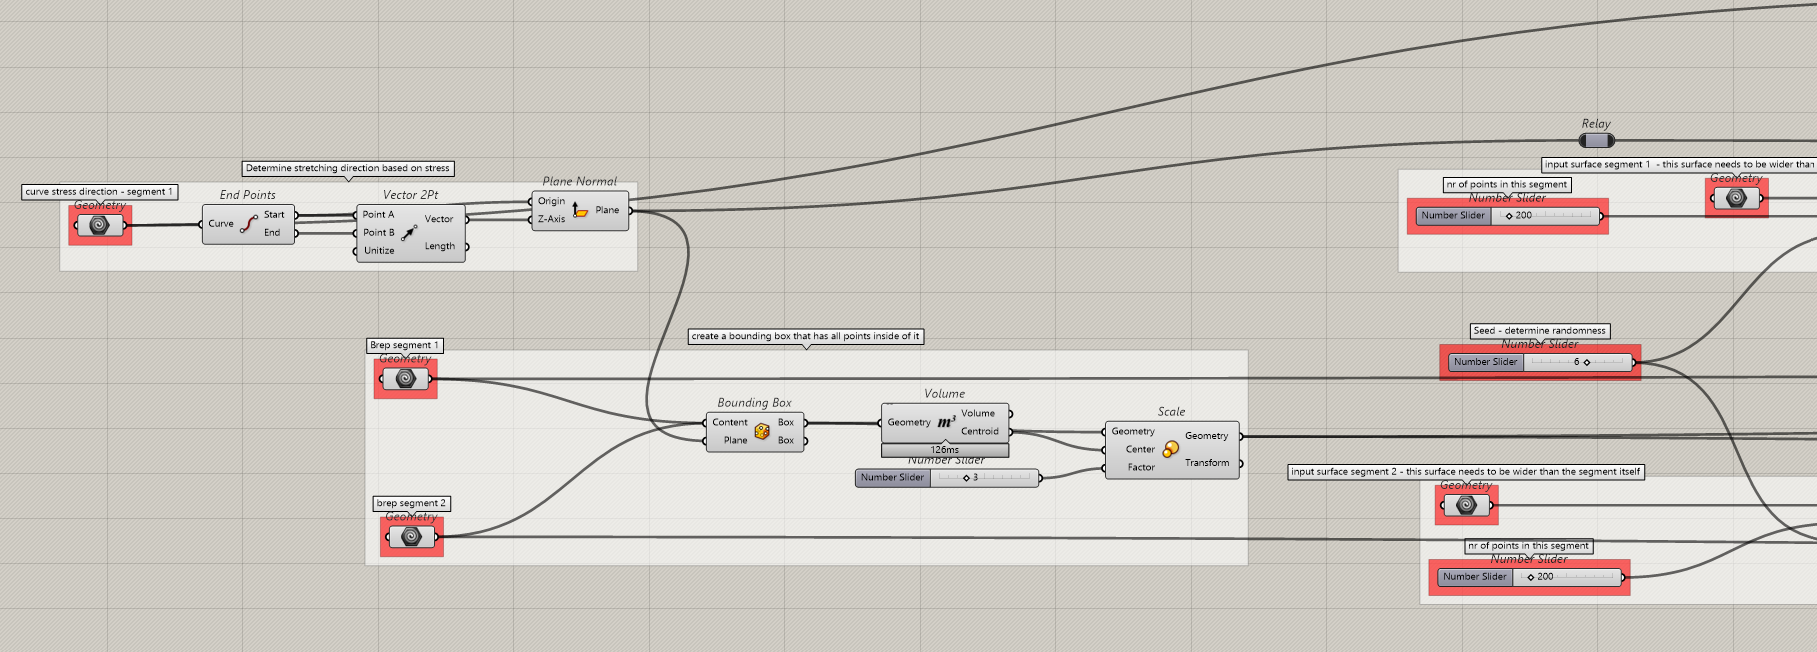 Relay
input surface segment 1 - this surface needs to be wider than
Determine stretching direction based on stress
curve stress direction - segment 1
Geometry
End Points
Curve
Start
End
Vector 2Pt
Point A
Point B
Unitize
Vector
Length
Plane Normal
Origin
Z-Axis
Plane
nr of points in this segment
Number Slider
Number Slider
200
Geometry
create a bounding box that has all points inside of it
Brep segment 1
Geometry
Seed - determine randomness
Number Slider
Number Slider
6
Bounding Box
Content
Plane
Box
Box
Volume
Geometry
m³
Volume
Centroid
126ms
Number Slider
Number Slider
3
Scale
Geometry
Center
Factor
Geometry
Transform
brep segment 2
Geometry
input surface segment 2 - this surface needs to be wider than the segment itself
Geometry
nr of points in this segment
Number Slider
Number Slider
200